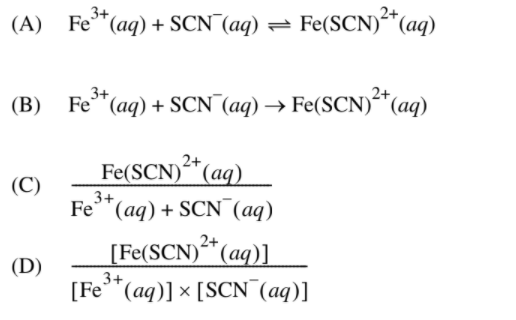 (A) Fe³⁺(aq) + SCN⁻(aq) ⇌ Fe(SCN)²⁺(aq)
(B) Fe³⁺(aq) + SCN⁻(aq) → Fe(SCN)²⁺(aq)
(C)
Fe(SCN)²⁺(aq)
Fe³⁺(aq) + SCN⁻(aq)
(D)
[Fe(SCN)²⁺(aq)]
[Fe³⁺(aq)] × [SCN⁻(aq)]